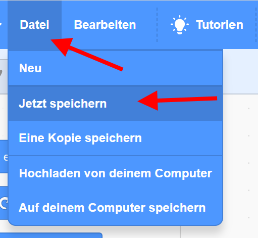 Datei Bearbeiten Tutorien
Neu
Jetzt speichern
Eine Kopie speichern
Hochladen von deinem Computer
Auf deinem Computer speichern